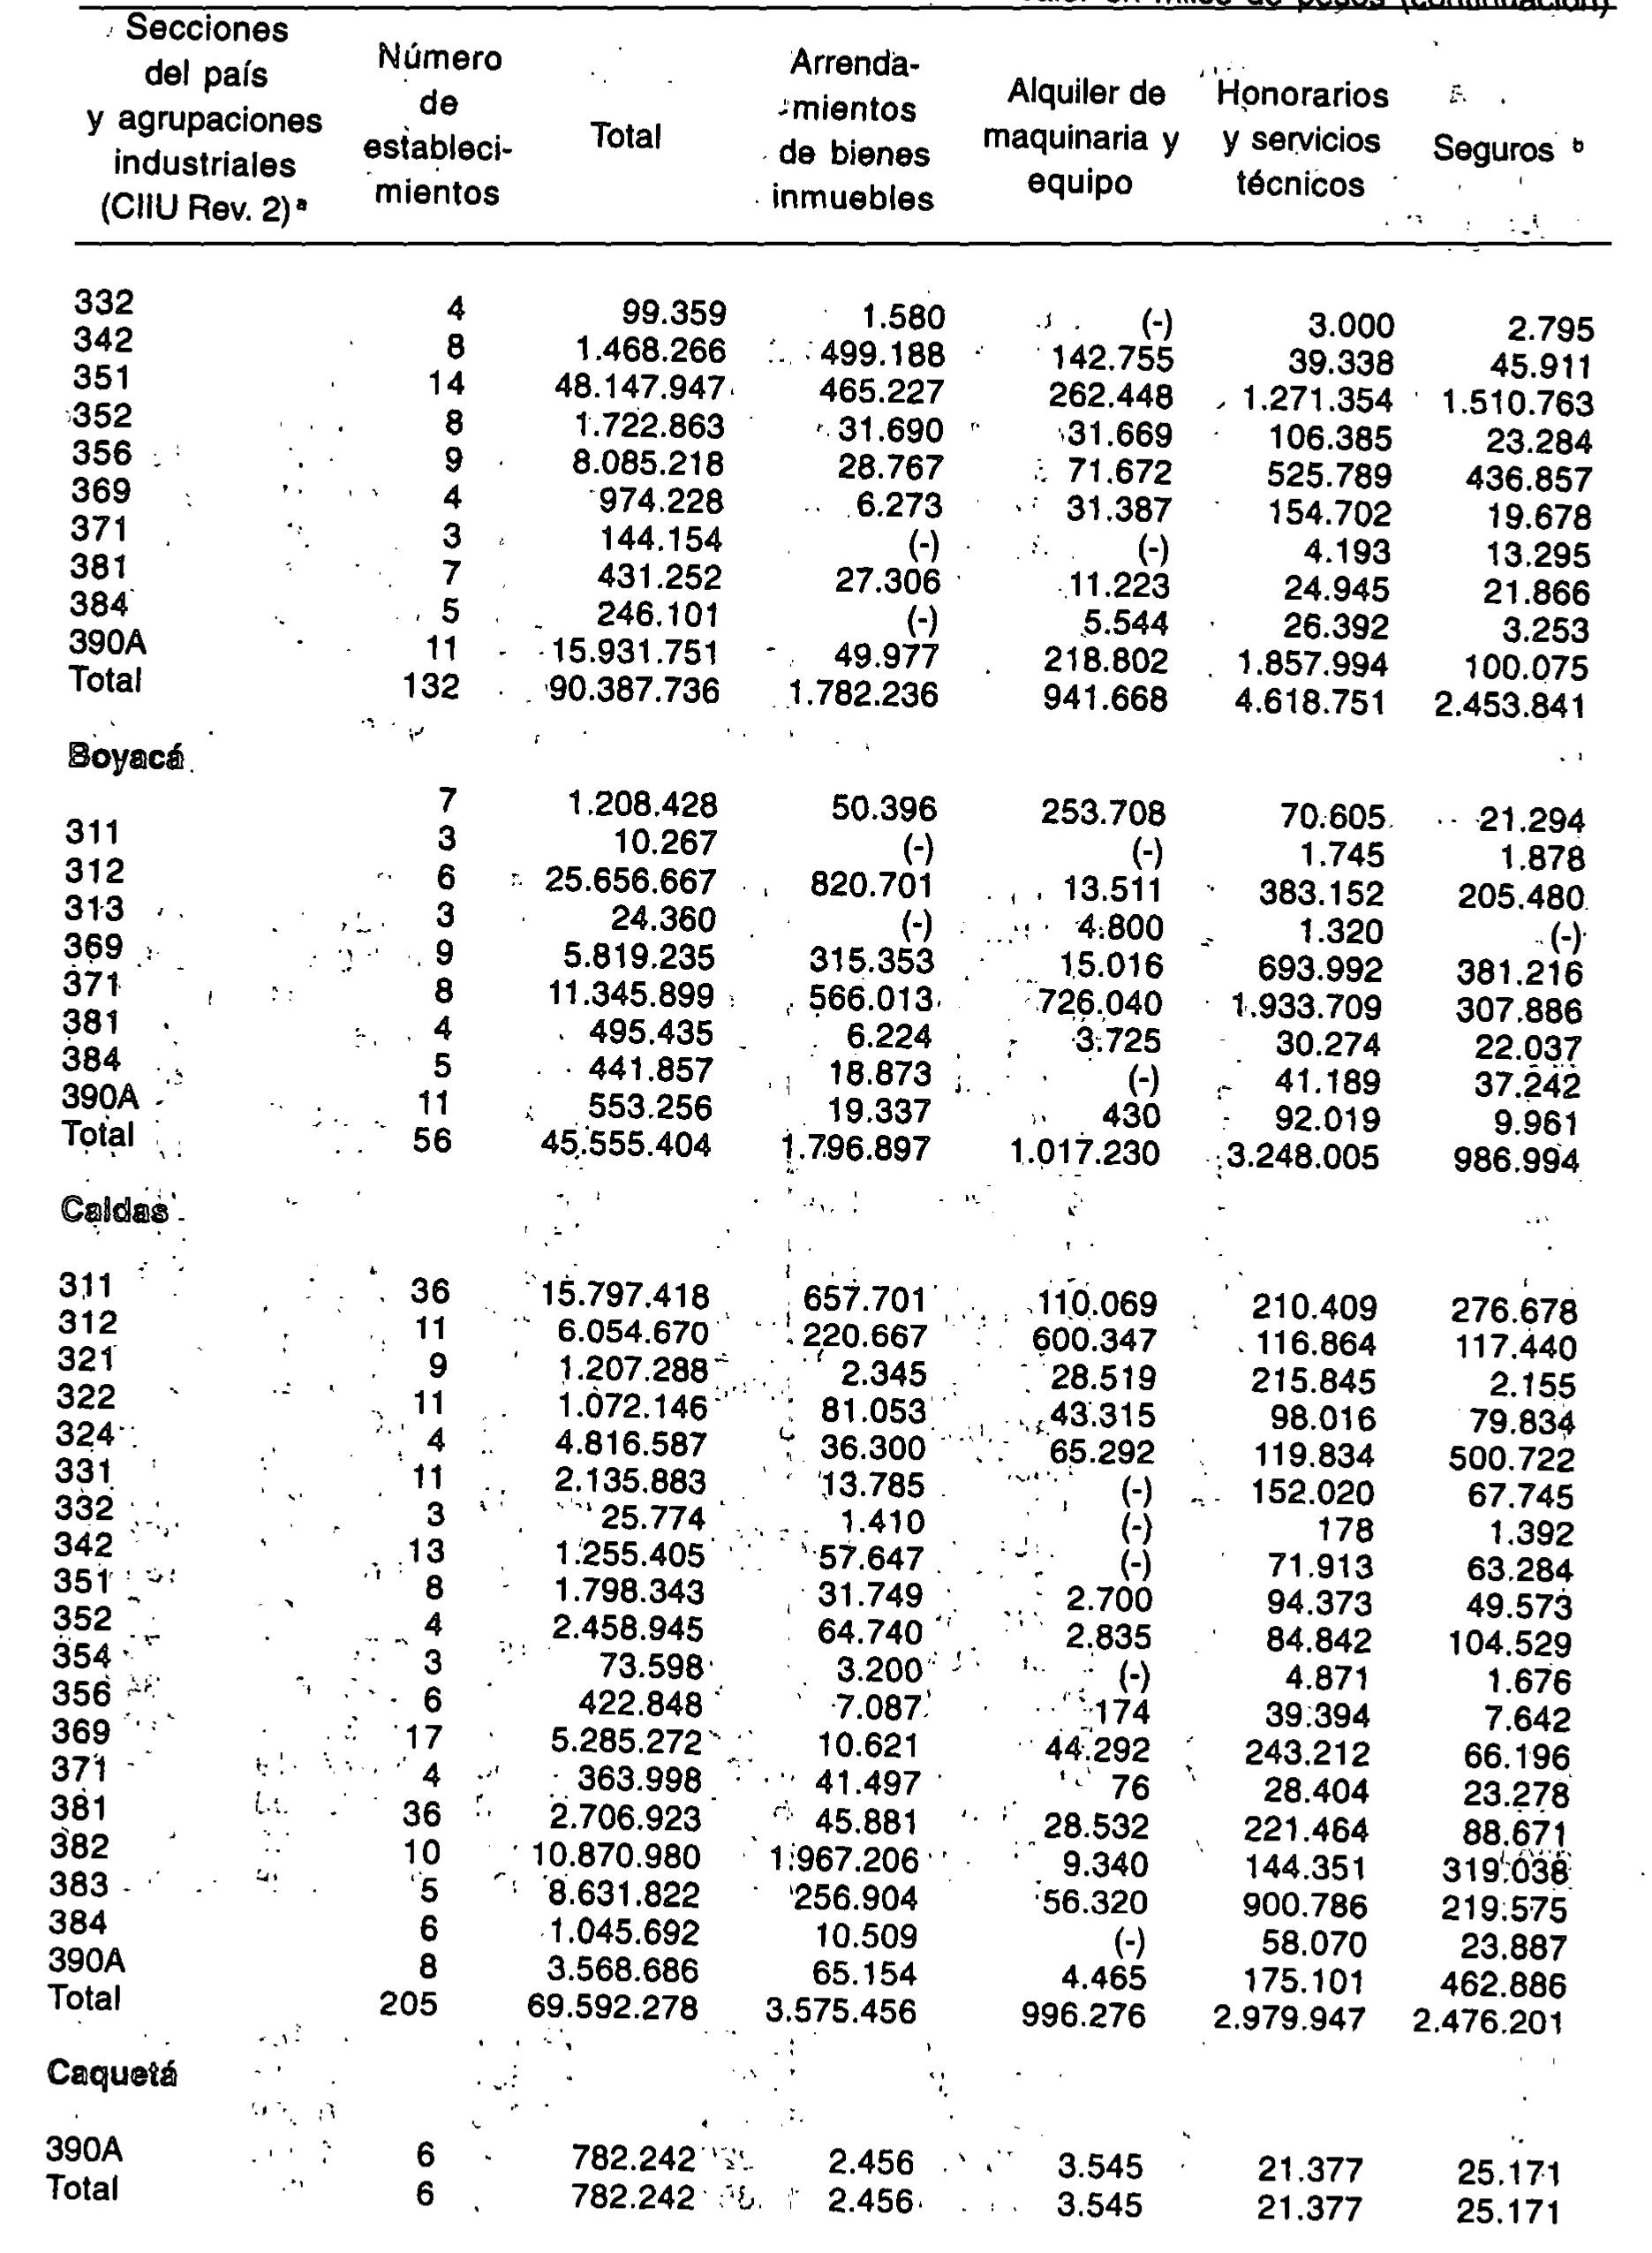 en miles de pesos (continuación)
Secciones
del país
y agrupaciones
industriales
(CIIU Rev. 2) a
Número
de
estableci-
mientos
Total
Arrenda-
mientos
de bienes
inmuebles
Alquiler de
maquinaria y
equipo
Honorarios
y servicios
técnicos
Seguros b
332 4 99.359 1.580 (-) 3.000 2.795
342 8 1.468.266 499.188 142.755 39.338 45.911
351 14 48.147.947 465.227 262.448 1.271.354 1.510.763
352 8 1.722.863 31.690 31.669 106.385 23.284
356 9 8.085.218 28.767 71.672 525.789 436.857
369 4 974.228 6.273 31.387 154.702 19.678
371 3 144.154 (-) (-) 4.193 13.295
381 7 431.252 27.306 11.223 24.945 21.866
384 5 246.101 (-) 5.544 26.392 3.253
390A 11 15.931.751 49.977 218.802 1.857.994 100.075
Total 132 90.387.736 1.782.236 941.668 4.618.751 2.453.841
Boyacá
7 1.208.428 50.396 253.708 70.605 21.294
311 3 10.267 (-) (-) 1.745 1.878
312 6 25.656.667 820.701 13.511 383.152 205.480
313 3 24.360 (-) 4.800 1.320 (-)
369 9 5.819.235 315.353 15.016 693.992 381.216
371 8 11.345.899 566.013 726.040 1.933.709 307.886
381 4 495.435 6.224 3.725 30.274 22.037
384 5 441.857 18.873 (-) 41.189 37.242
390A 11 553.256 19.337 430 92.019 9.961
Total 56 45.555.404 1.796.897 1.017.230 3.248.005 986.994
Caldas
311 36 15.797.418 657.701 110.069 210.409 276.678
312 11 6.054.670 220.667 600.347 116.864 117.440
321 9 1.207.288 2.345 28.519 215.845 2.155
322 11 1.072.146 81.053 43.315 98.016 79.834
324 4 4.816.587 36.300 65.292 119.834 500.722
331 11 2.135.883 13.785 (-) 152.020 67.745
332 3 25.774 1.410 (-) 178 1.392
342 13 1.255.405 57.647 (-) 71.913 63.284
351 8 1.798.343 31.749 2.700 94.373 49.573
352 4 2.458.945 64.740 2.835 84.842 104.529
354 3 73.598 3.200 (-) 4.871 1.676
356 6 422.848 7.087 174 39.394 7.642
369 17 5.285.272 10.621 44.292 243.212 66.196
371 4 363.998 41.497 76 28.404 23.278
381 36 2.706.923 45.881 28.532 221.464 88.671
382 10 10.870.980 1.967.206 9.340 144.351 319.038
383 5 8.631.822 256.904 56.320 900.786 219.575
384 6 1.045.692 10.509 (-) 58.070 23.887
390A 8 3.568.686 65.154 4.465 175.101 462.886
Total 205 69.592.278 3.575.456 996.276 2.979.947 2.476.201
Caquetá
390A 6 782.242 2.456 3.545 21.377 25.171
Total 6 782.242 2.456 3.545 21.377 25.171